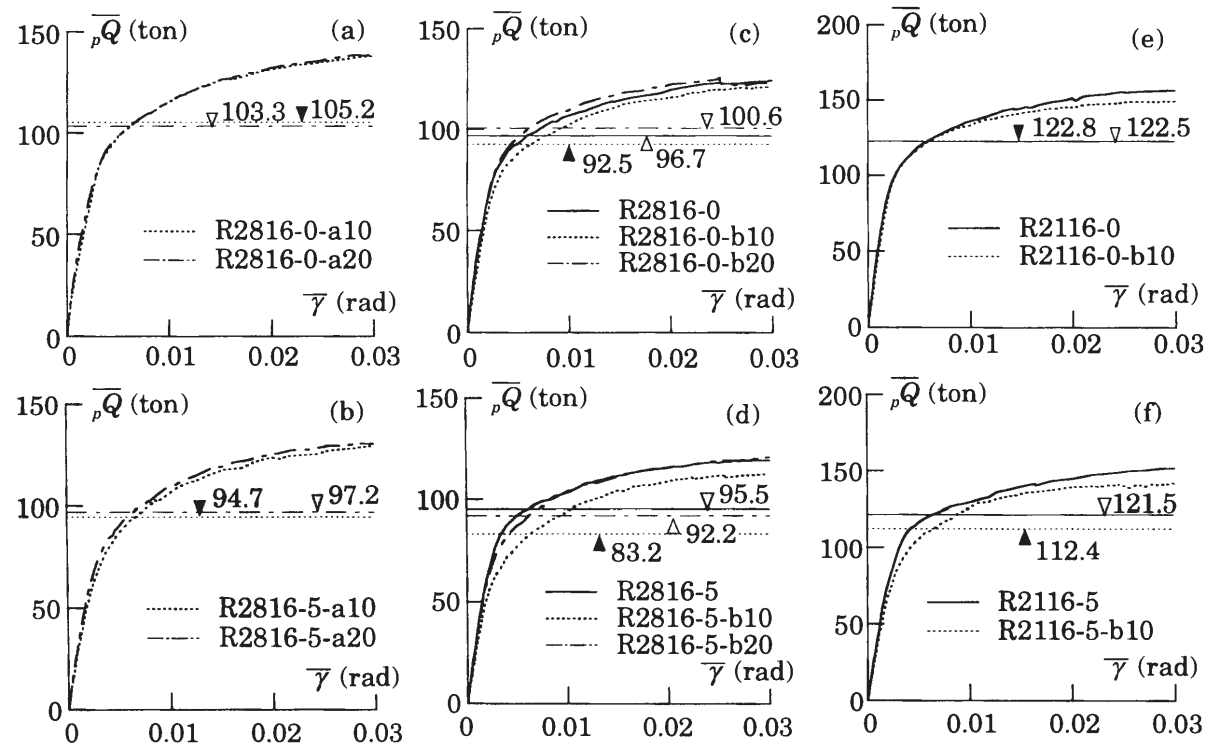 150 pQ̅ (ton) (a)
103.3 105.2
100
R2816-0-a10
50
R2816-0-a20
γ̅ (rad)
0
0 0.01 0.02 0.03
150 pQ̅ (ton) (c)
100.6
100
92.5 96.7
R2816-0
50
R2816-0-b10
R2816-0-b20
γ̅ (rad)
0
0 0.01 0.02 0.03
200 pQ̅ (ton) (e)
150
122.8 122.5
100
R2116-0
50
R2116-0-b10
γ̅ (rad)
0
0 0.01 0.02 0.03
150 pQ̅ (ton) (b)
94.7 97.2
100
R2816-5-a10
50
R2816-5-a20
γ̅ (rad)
0
0 0.01 0.02 0.03
150 pQ̅ (ton) (d)
95.5
100
83.2 92.2
R2816-5
50
R2816-5-b10
R2816-5-b20
γ̅ (rad)
0
0 0.01 0.02 0.03
200 pQ̅ (ton) (f)
150
121.5
112.4
100
R2116-5
50
R2116-5-b10
γ̅ (rad)
0
0 0.01 0.02 0.03